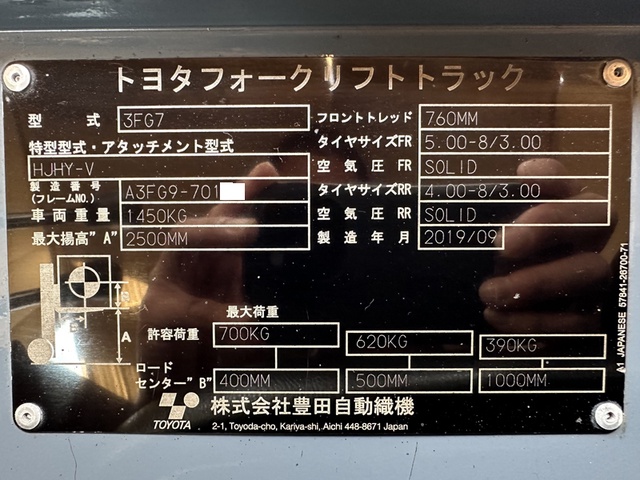 トヨタフォークリフトトラック
型 式 3FG7 フロントトレッド 760MM
特型型式・アタッチメント型式 タイヤサイズFR 5.00-8/3.00
HJHY-V 空気圧 FR SOLID
製造番号 (フレームNO.) A3FG9-701 タイヤサイズRR 4.00-8/3.00
車両重量 1450KG 空気圧 RR SOLID
最大揚高"A" 2500MM 製造年月 2019/09
B
A
最大荷重
許容荷重 700KG 620KG 390KG
ロードセンター"B" 400MM 500MM 1000MM
TOYOTA 株式会社豊田自動織機
2-1, Toyoda-cho, Kariya-shi, Aichi 448-8671 Japan
A1 JAPANESE 57841-26700-71